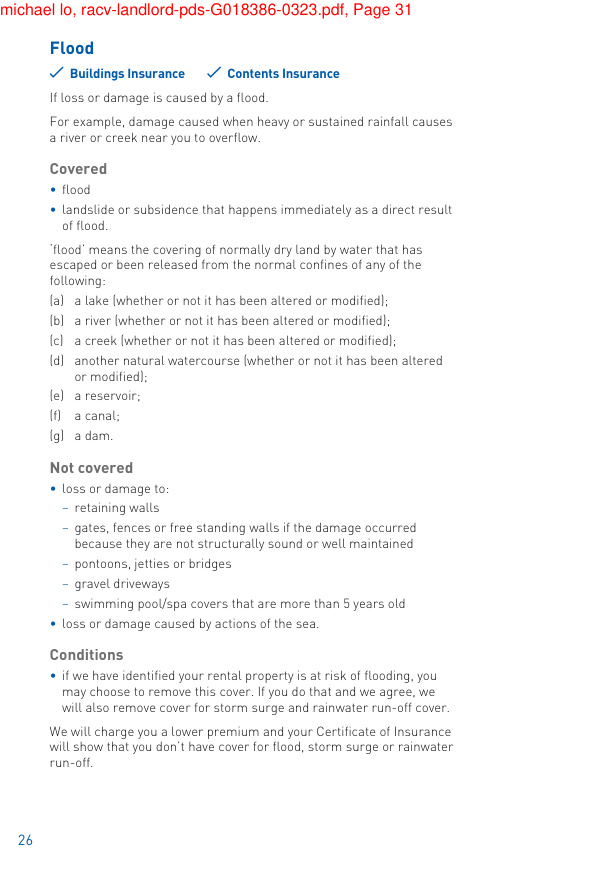 michael lo, racv-landlord-pds-G018386-0323.pdf, Page 31
Flood
✓ Buildings Insurance ✓ Contents Insurance
If loss or damage is caused by a flood.
For example, damage caused when heavy or sustained rainfall causes
a river or creek near you to overflow.
Covered
• flood
• landslide or subsidence that happens immediately as a direct result
of flood.
'flood' means the covering of normally dry land by water that has
escaped or been released from the normal confines of any of the
following:
(a) a lake (whether or not it has been altered or modified);
(b) a river (whether or not it has been altered or modified);
(c) a creek (whether or not it has been altered or modified);
(d) another natural watercourse (whether or not it has been altered
or modified);
(e) a reservoir;
(f) a canal;
(g) a dam.
Not covered
• loss or damage to:
– retaining walls
– gates, fences or free standing walls if the damage occurred
because they are not structurally sound or well maintained
– pontoons, jetties or bridges
– gravel driveways
– swimming pool/spa covers that are more than 5 years old
• loss or damage caused by actions of the sea.
Conditions
• if we have identified your rental property is at risk of flooding, you
may choose to remove this cover. If you do that and we agree, we
will also remove cover for storm surge and rainwater run-off cover.
We will charge you a lower premium and your Certificate of Insurance
will show that you don't have cover for flood, storm surge or rainwater
run-off.
26